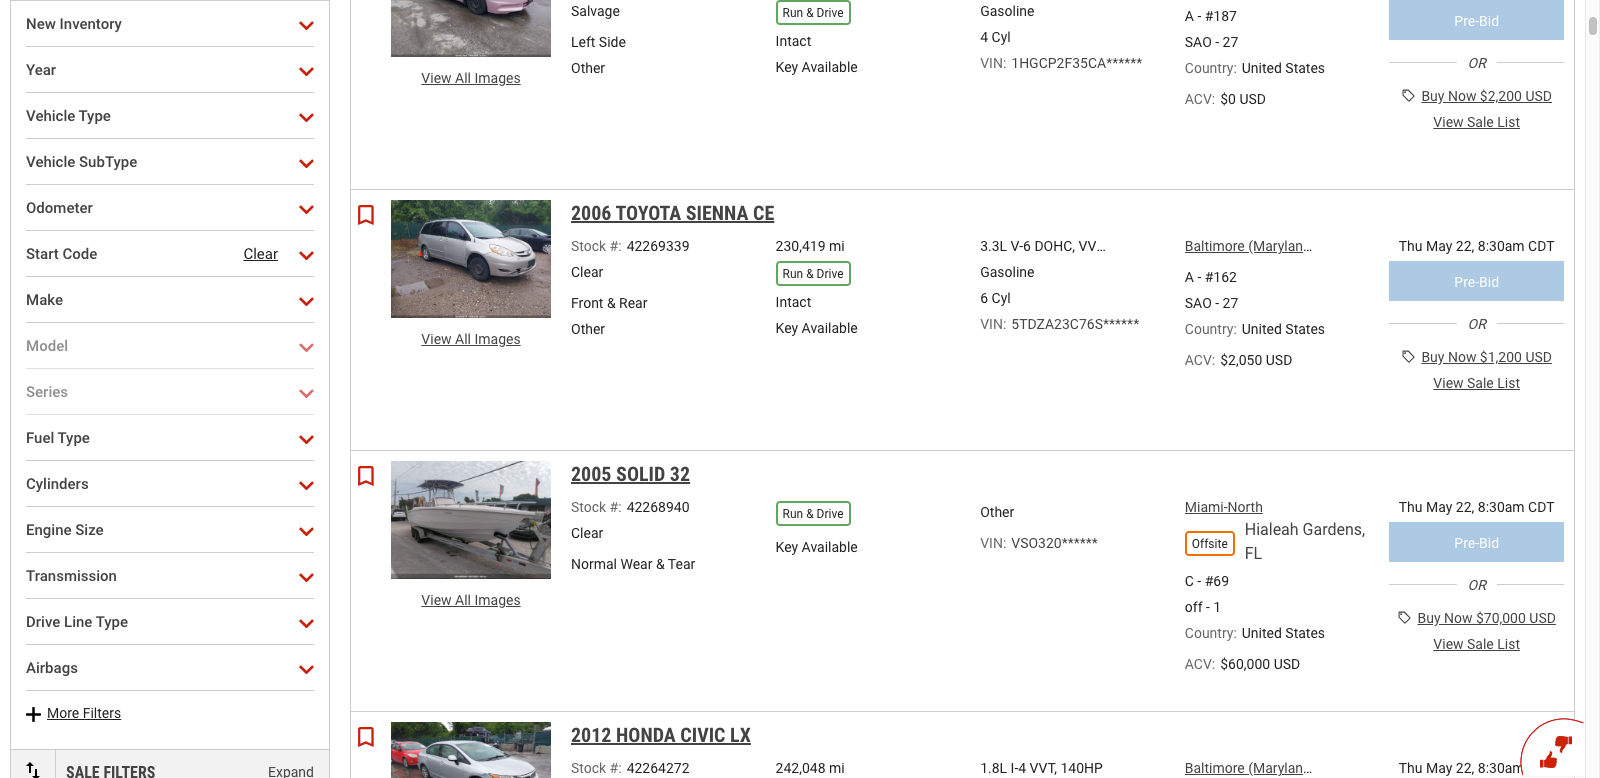 New Inventory
Year
Vehicle Type
Vehicle SubType
Odometer
Start Code Clear
Make
Model
Series
Fuel Type
Cylinders
Engine Size
Transmission
Drive Line Type
Airbags
More Filters
SALE FILTERS Expand
View All Images
Salvage
Left Side
Other
Run & Drive
Intact
Key Available
Gasoline
4 Cyl
VIN: 1HGCP2F35CA******
A - #187
SAO - 27
Country: United States
ACV: $0 USD
Pre-Bid
OR
Buy Now $2,200 USD
View Sale List
2006 TOYOTA SIENNA CE
View All Images
Stock #: 42269339
Clear
Front & Rear
Other
230,419 mi
Run & Drive
Intact
Key Available
3.3L V-6 DOHC, VV...
Gasoline
6 Cyl
VIN: 5TDZA23C76S******
Baltimore (Marylan...
A - #162
SAO - 27
Country: United States
ACV: $2,050 USD
Thu May 22, 8:30am CDT
Pre-Bid
OR
Buy Now $1,200 USD
View Sale List
2005 SOLID 32
View All Images
Stock #: 42268940
Clear
Normal Wear & Tear
Run & Drive
Key Available
Other
VIN: VSO320******
Miami-North
Offsite Hialeah Gardens,
FL
C - #69
off - 1
Country: United States
ACV: $60,000 USD
Thu May 22, 8:30am CDT
Pre-Bid
OR
Buy Now $70,000 USD
View Sale List
2012 HONDA CIVIC LX
Stock #: 42264272
242,048 mi
1.8L I-4 VVT, 140HP
Baltimore (Marylan...
Thu May 22, 8:30am